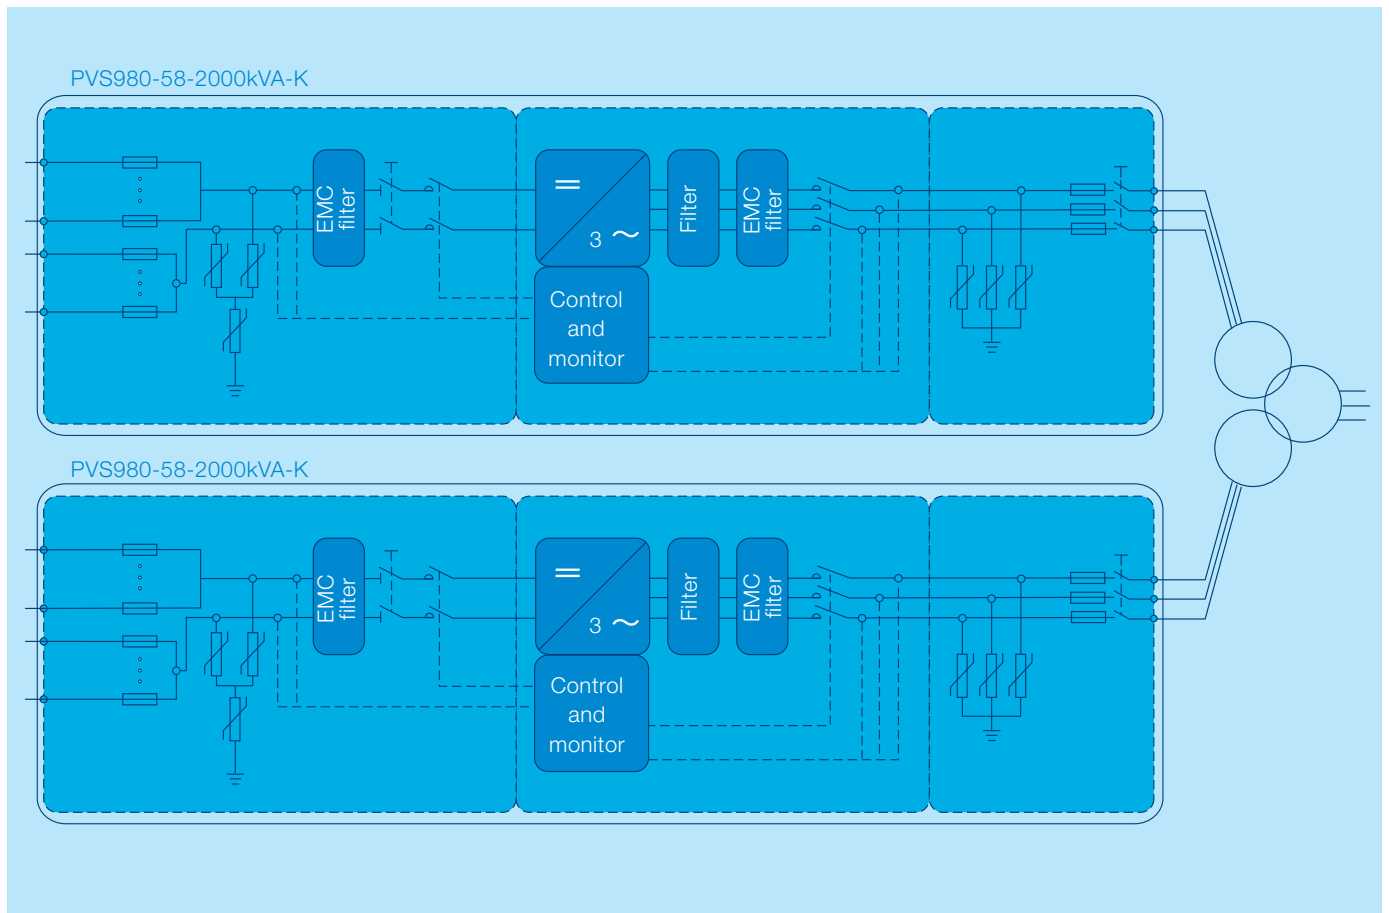 PVS980-58-2000kVA-K
EMC
filter
3
Filter
EMC
filter
Control
and
monitor
PVS980-58-2000kVA-K
EMC
filter
3
Filter
EMC
filter
Control
and
monitor